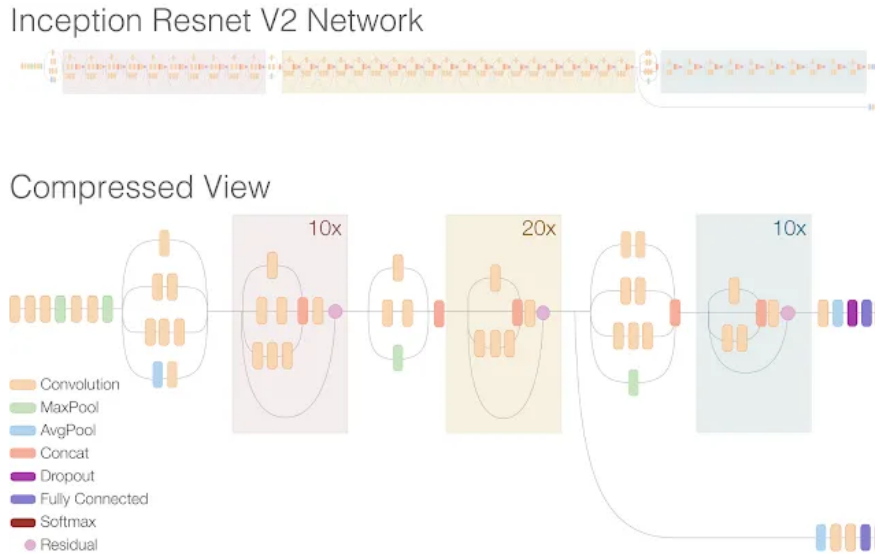 Inception Resnet V2 Network
Compressed View
10x
20x
10x
Convolution
MaxPool
AvgPool
Concat
Dropout
Fully Connected
Softmax
Residual